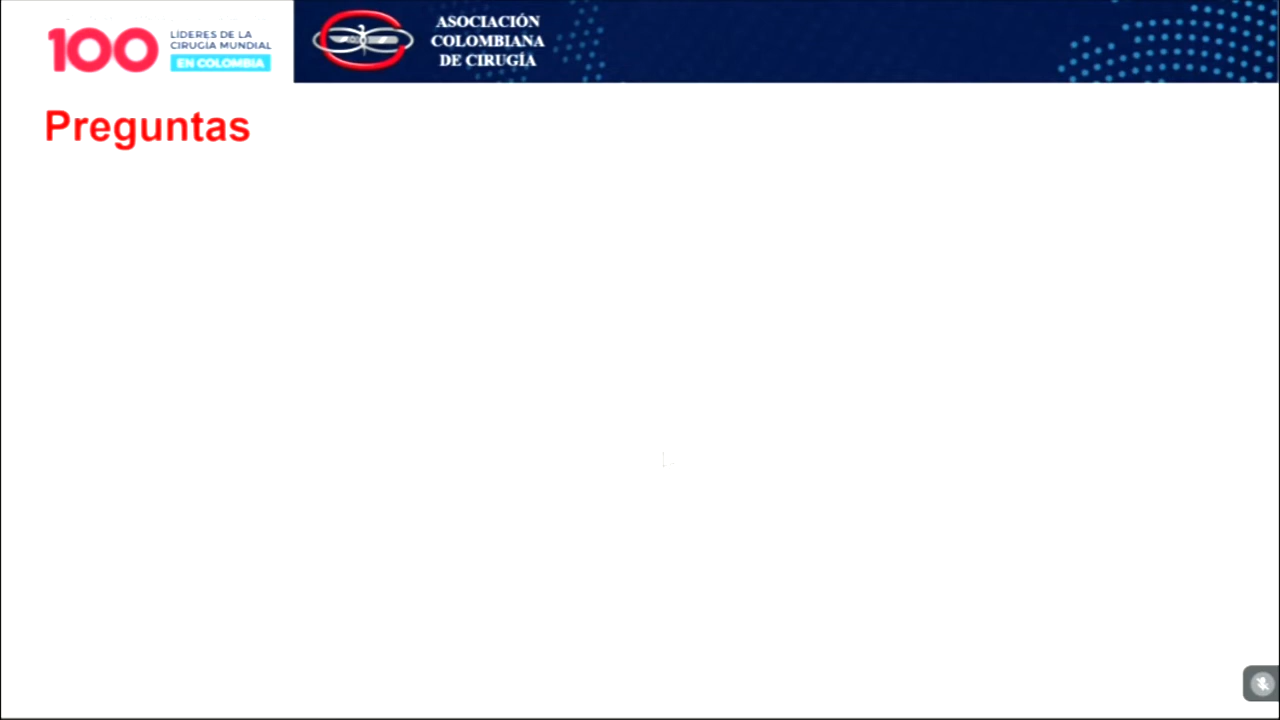 100
LÍDERES DE LA
CIRUGÍA MUNDIAL
EN COLOMBIA
ASOCIACIÓN
COLOMBIANA
DE CIRUGÍA
Preguntas